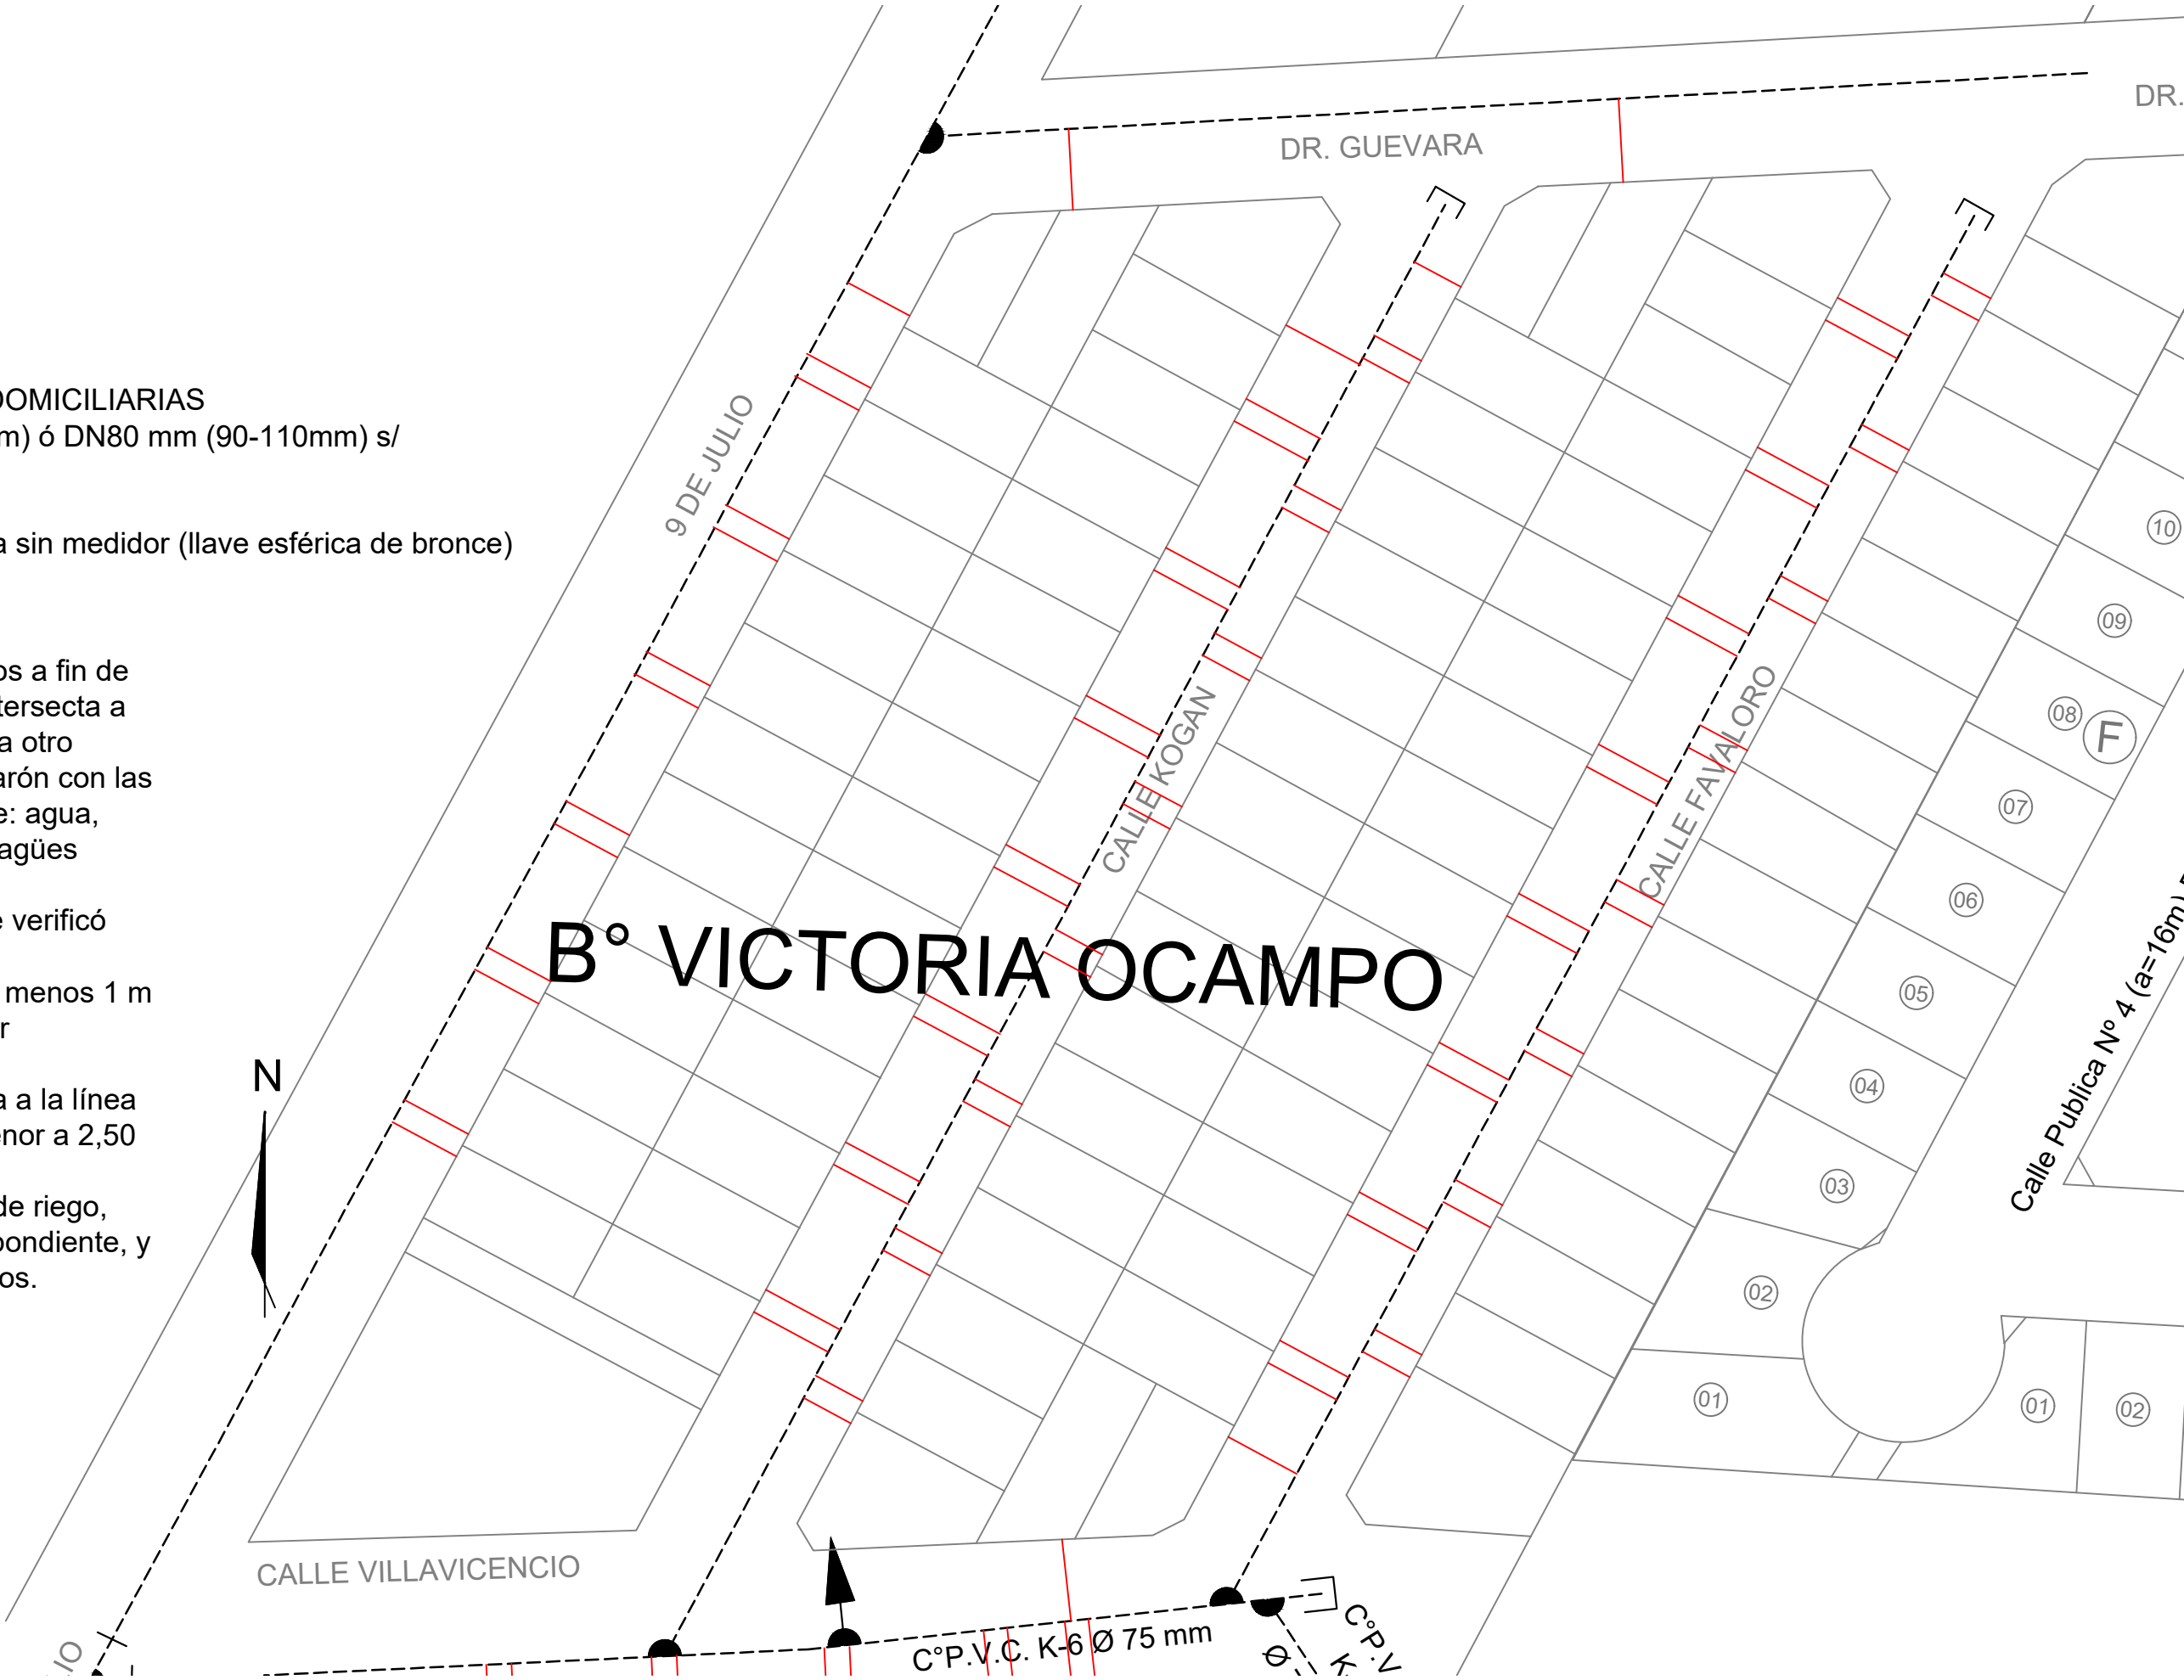 DR.
DR. GUEVARA
DOMICILIARIAS
m) ó DN80 mm (90-110mm) s/
a sin medidor (llave esférica de bronce)
os a fin de
tersecta a
a otro
arón con las
e: agua,
agües
e verificó
menos 1 m
r
a a la línea
enor a 2,50
de riego,
pondiente, y
os.
N
9 DE JULIO
CALLE KOGAN
CALLE FAVALORO
B° VICTORIA OCAMPO
10
09
08
F
07
06
05
04
03
02
01
01
02
Calle Publica Nº 4 (a=16m)
CALLE VILLAVICENCIO
C°P.V.C. K-6 Ø 75 mm
C°P.V
K
Ø
LIO